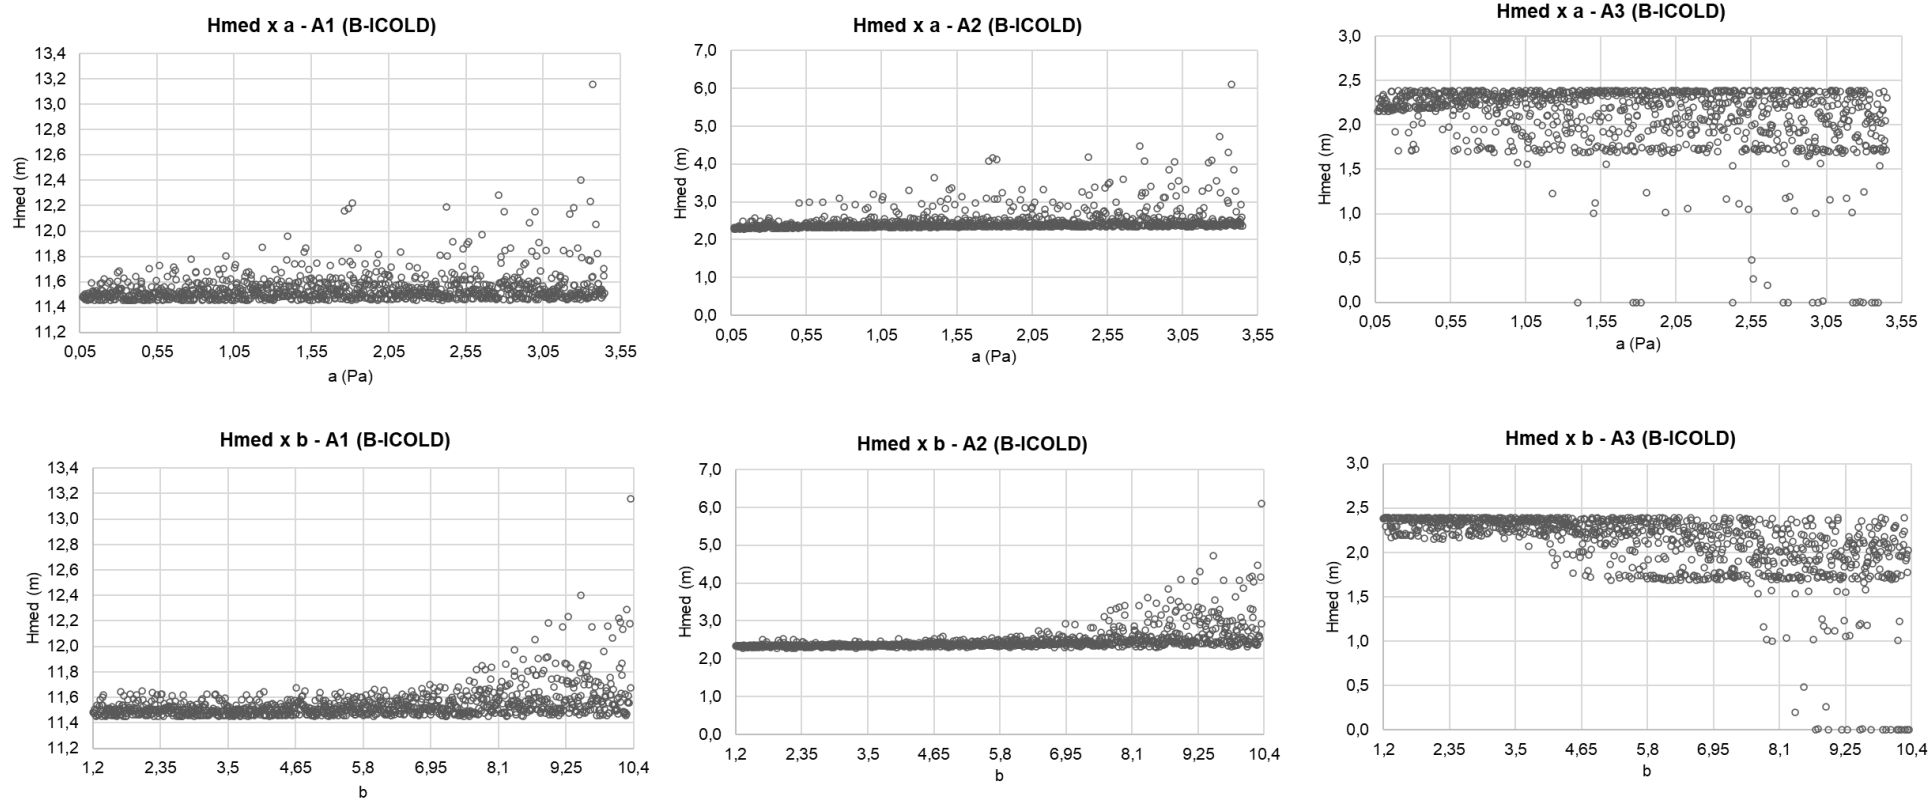 Hmed x a - A1 (B-ICOLD)
13,4
13,2
13,0
12,8
12,6
12,4
12,2
12,0
11,8
11,6
11,4
11,2
Hmed (m)
0,05 0,55 1,05 1,55 2,05 2,55 3,05 3,55
a (Pa)
Hmed x a - A2 (B-ICOLD)
7,0
6,0
5,0
4,0
3,0
2,0
1,0
0,0
Hmed (m)
0,05 0,55 1,05 1,55 2,05 2,55 3,05 3,55
a (Pa)
Hmed x a - A3 (B-ICOLD)
3,0
2,5
2,0
1,5
1,0
0,5
0,0
Hmed (m)
0,05 0,55 1,05 1,55 2,05 2,55 3,05 3,55
a (Pa)
Hmed x b - A1 (B-ICOLD)
13,4
13,2
13,0
12,8
12,6
12,4
12,2
12,0
11,8
11,6
11,4
11,2
Hmed (m)
1,2 2,35 3,5 4,65 5,8 6,95 8,1 9,25 10,4
b
Hmed x b - A2 (B-ICOLD)
7,0
6,0
5,0
4,0
3,0
2,0
1,0
0,0
Hmed (m)
1,2 2,35 3,5 4,65 5,8 6,95 8,1 9,25 10,4
b
Hmed x b - A3 (B-ICOLD)
3,0
2,5
2,0
1,5
1,0
0,5
0,0
Hmed (m)
1,2 2,35 3,5 4,65 5,8 6,95 8,1 9,25 10,4
b